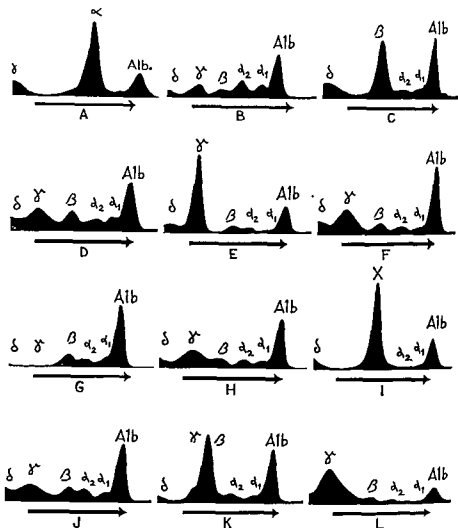 α
γ Alb.
A
δ γ β α₂ α₁ Alb
B
δ β α₂ α₁ Alb
C
δ γ β α₂ α₁ Alb
D
δ γ β α₂ α₁ Alb
E
δ γ β α₂ α₁ Alb
F
δ γ β α₂ α₁ Alb
G
δ γ β α₂ α₁ Alb
H
X
δ α₂ α₁ Alb
I
δ γ β α₂ α₁ Alb
J
δ γ β α₂ α₁ Alb
K
γ β α₂ α₁ Alb
L